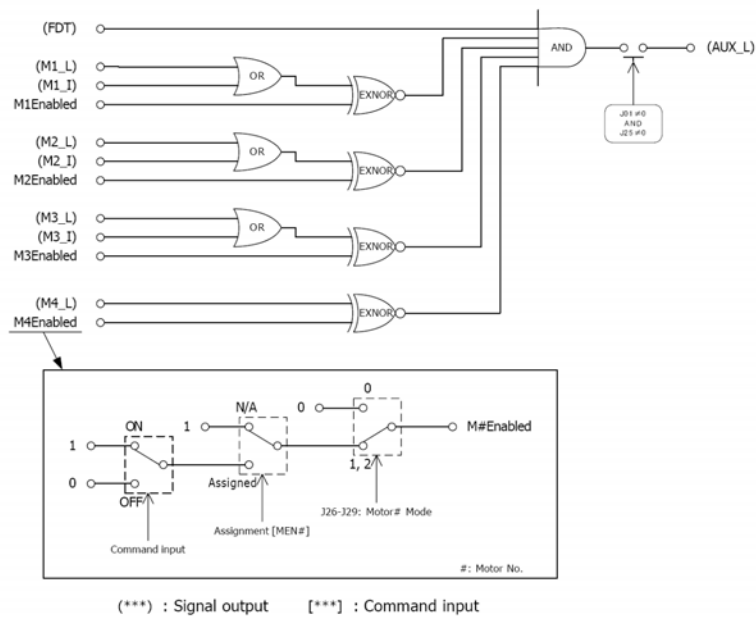 (FDT)
AND
(AUX_L)
(M1_L)
(M1_I)
M1Enabled
OR
EXNOR
J01≠0
AND
J25≠0
(M2_L)
(M2_I)
M2Enabled
OR
EXNOR
(M3_L)
(M3_I)
M3Enabled
OR
EXNOR
(M4_L)
M4Enabled
EXNOR
0
N/A
0
ON
1
M#Enabled
1
1, 2
0
Assigned
OFF
J26-J29: Motor# Mode
Assignment [MEN#]
Command input
#: Motor No.
(***) : Signal output [***] : Command input